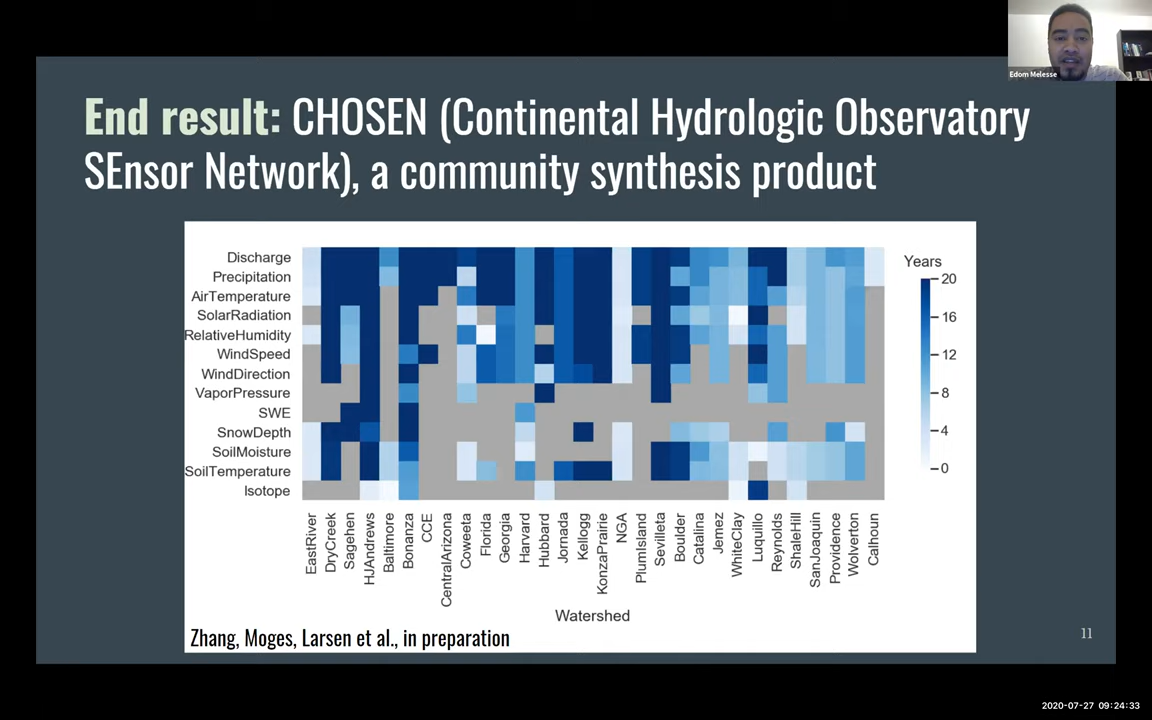 Edom Melesse
End result: CHOSEN (Continental Hydrologic Observatory
SEnsor Network), a community synthesis product
Years
Discharge
Precipitation
AirTemperature
SolarRadiation
RelativeHumidity
WindSpeed
WindDirection
VaporPressure
SWE
SnowDepth
SoilMoisture
SoilTemperature
Isotope
20
16
12
8
4
0
EastRiver
DryCreek
Sagehen
HJAndrews
Baltimore
Bonanza
CCE
CentralArizona
Coweeta
Florida
Georgia
Harvard
Hubbard
Jornada
Kellogg
KonzaPrairie
NGA
PlumIsland
Sevilleta
Boulder
Catalina
Jemez
WhiteClay
Luquillo
Reynolds
ShaleHill
SanJoaquin
Providence
Wolverton
Calhoun
Watershed
Zhang, Moges, Larsen et al., in preparation
11
2020-07-27 09:24:33